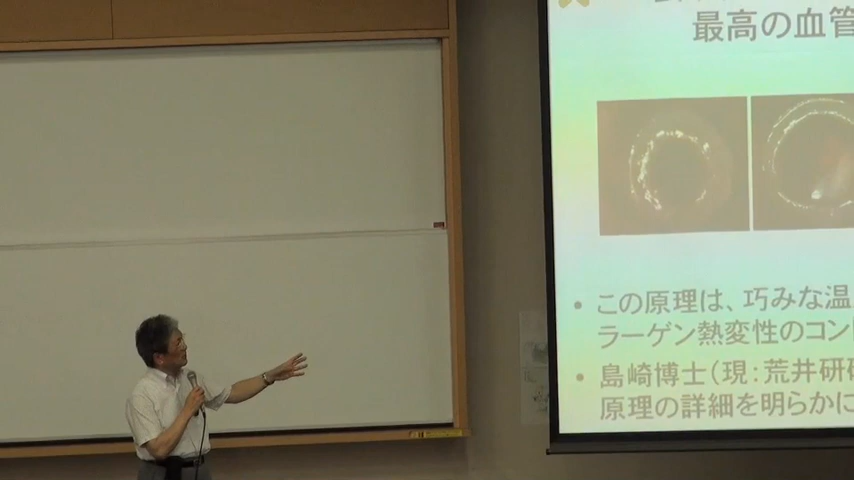 最高の血管
• この原理は、巧みな温
ラーゲン熱変性のコン
• 島崎博士(現:荒井研
原理の詳細を明らかに